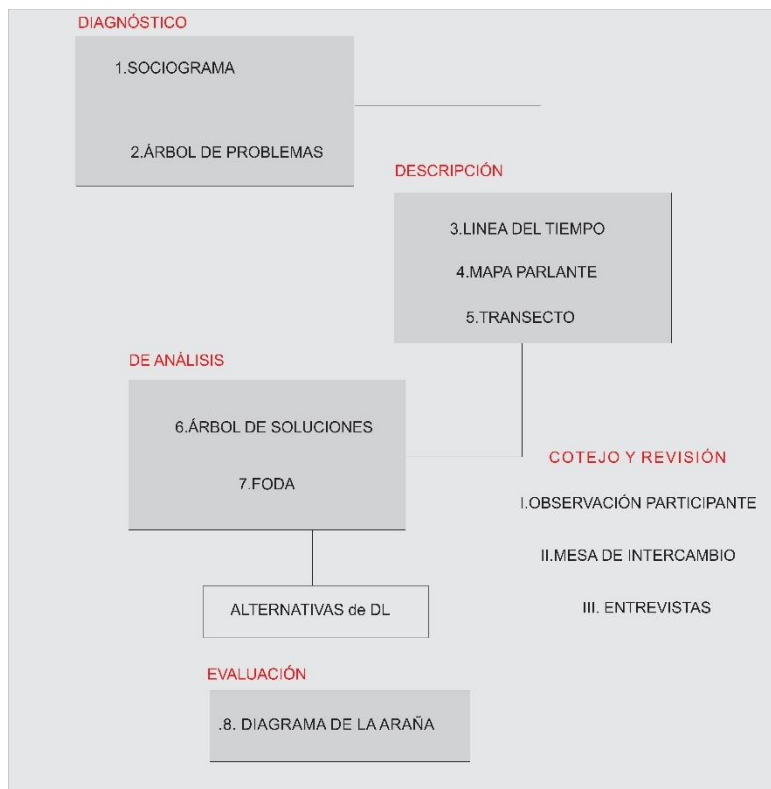 DIAGNÓSTICO
1.SOCIOGRAMA
2.ÁRBOL DE PROBLEMAS
DESCRIPCIÓN
3.LINEA DEL TIEMPO
4.MAPA PARLANTE
5.TRANSECTO
DE ANÁLISIS
6.ÁRBOL DE SOLUCIONES
7.FODA
COTEJO Y REVISIÓN
I.OBSERVACIÓN PARTICIPANTE
II.MESA DE INTERCAMBIO
III. ENTREVISTAS
ALTERNATIVAS de DL
EVALUACIÓN
.8. DIAGRAMA DE LA ARAÑA